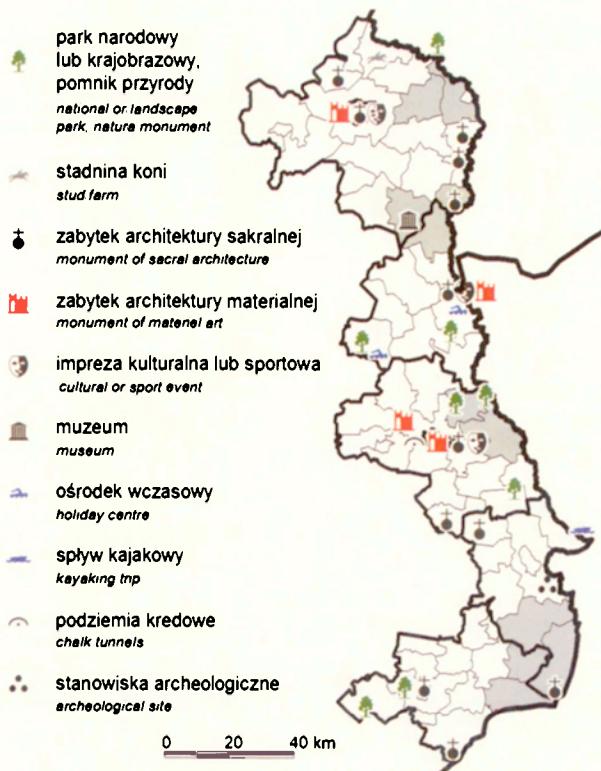 park narodowy
lub krajobrazowy,
pomnik przyrody
national or landscape
park, natura monument
stadnina koni
stud farm
zabytek architektury sakralnej
monument of sacral architecture
zabytek architektury materialnej
monument of matenel art
impreza kulturalna lub sportowa
cultural or sport event
muzeum
museum
ośrodek wczasowy
holiday centre
spływ kajakowy
kayaking tnp
podziemia kredowe
chalk tunnels
stanowiska archeologiczne
archeological site
0 20 40 km